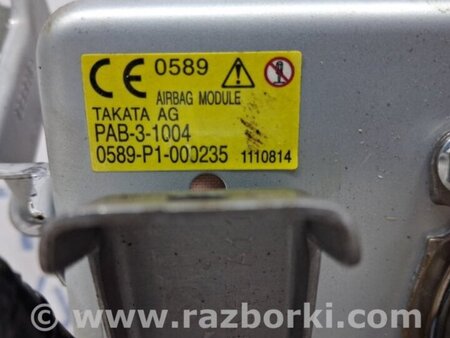 CE 0589
AIRBAG MODULE
TAKATA AG
PAB-3-1004
0589-P1-000235 1110814
www.razborki.com